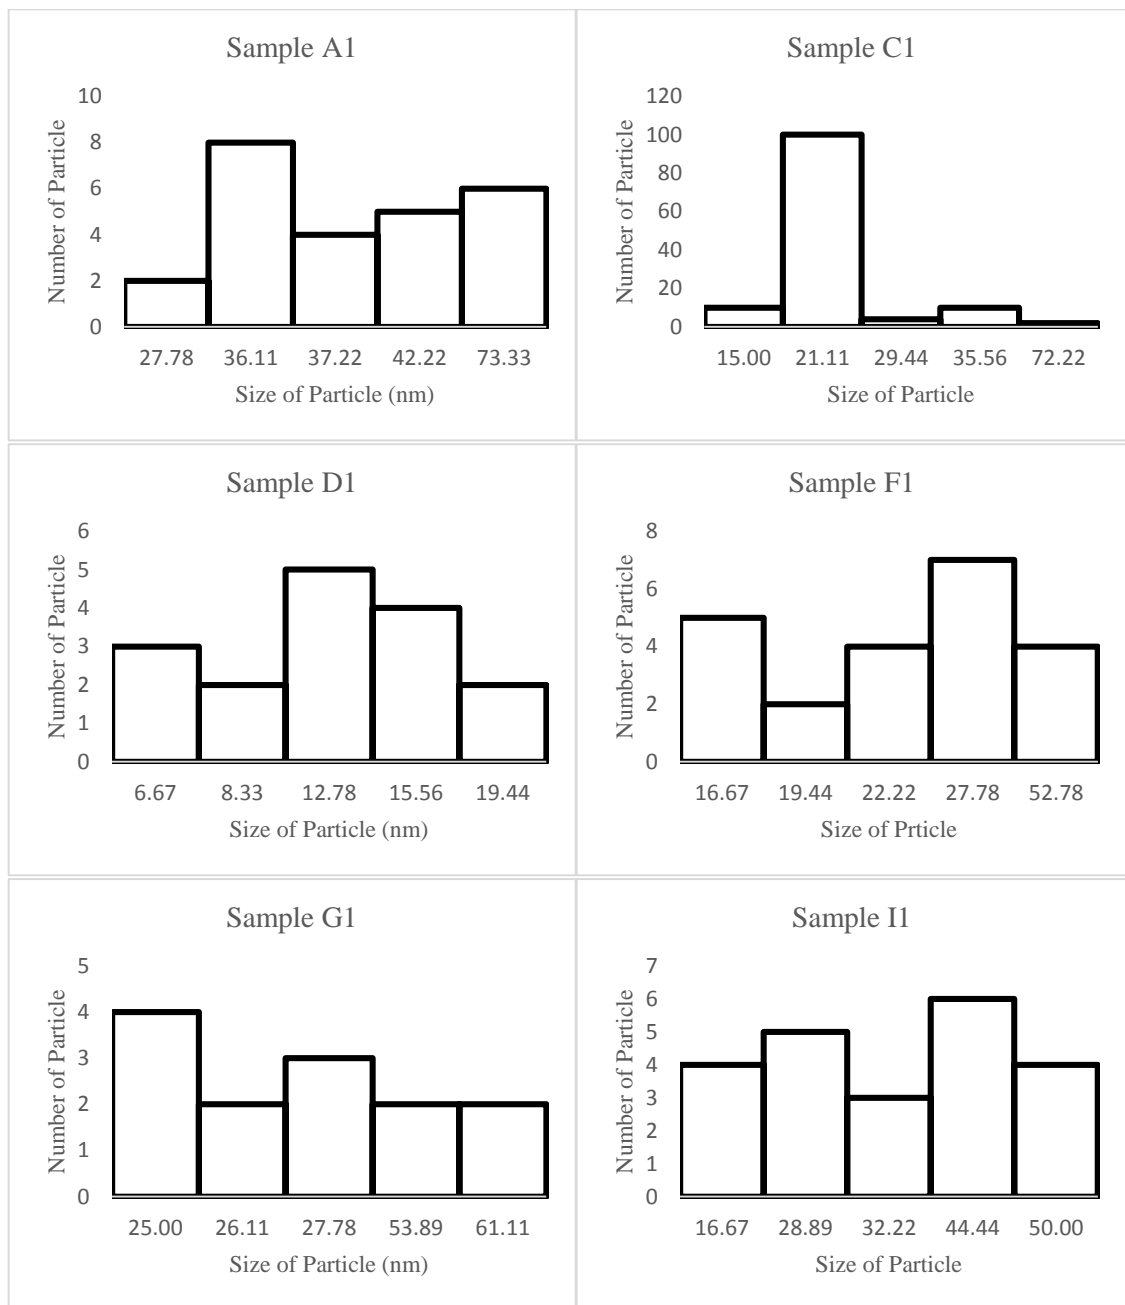 Sample A1
Number of Particle
10
8
6
4
2
0
27.78 36.11 37.22 42.22 73.33
Size of Particle (nm)
Sample C1
Number of Particle
120
100
80
60
40
20
0
15.00 21.11 29.44 35.56 72.22
Size of Particle
Sample D1
Number of Particle
6
5
4
3
2
1
0
6.67 8.33 12.78 15.56 19.44
Size of Particle (nm)
Sample F1
Number of Particle
8
6
4
2
0
16.67 19.44 22.22 27.78 52.78
Size of Prticle
Sample G1
Number of Particle
5
4
3
2
1
0
25.00 26.11 27.78 53.89 61.11
Size of Particle (nm)
Sample I1
Number of Particle
7
6
5
4
3
2
1
0
16.67 28.89 32.22 44.44 50.00
Size of Particle